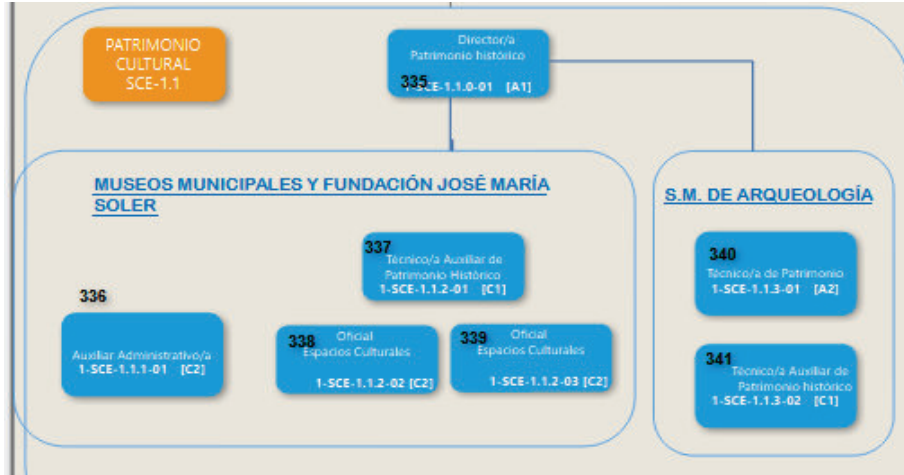 PATRIMONIO
CULTURAL
SCE-1.1
Director/a
Patrimonio histórico
335
1-SCE-1.1.0-01 [A1]
MUSEOS MUNICIPALES Y FUNDACIÓN JOSÉ MARÍA
SOLER
336
Auxiliar Administrativo/a
1-SCE-1.1.1-01 [C2]
337
Técnico/a Auxiliar de
Patrimonio Histórico
1-SCE-1.1.2-01 [C1]
338
Oficial
Espacios Culturales
1-SCE-1.1.2-02 [C2]
339
Oficial
Espacios Culturales
1-SCE-1.1.2-03 [C2]
S.M. DE ARQUEOLOGÍA
340
Técnico/a de Patrimonio
1-SCE-1.1.3-01 [A2]
341
Técnico/a Auxiliar de
Patrimonio histórico
1-SCE-1.1.3-02 [C1]